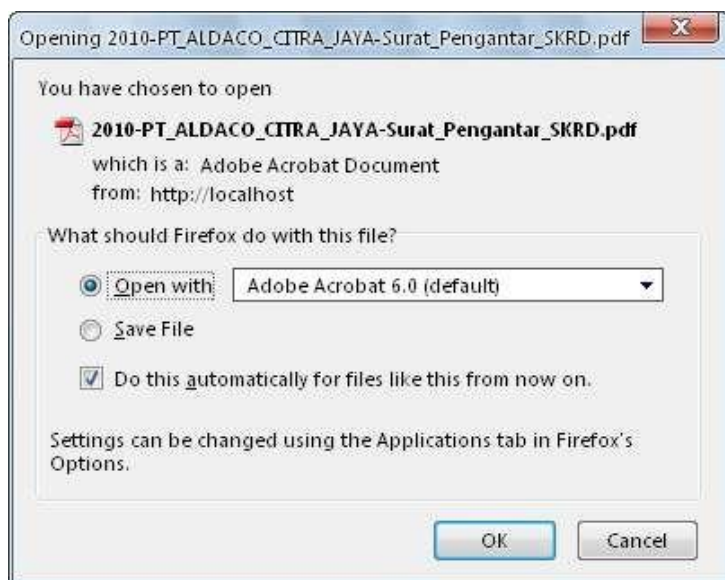 Opening 2010-PT_ALDACO_CITRA_JAYA-Surat_Pengantar_SKRD.pdf
You have chosen to open
2010-PT_ALDACO_CITRA_JAYA-Surat_Pengantar_SKRD.pdf
which is a: Adobe Acrobat Document
from: http://localhost
What should Firefox do with this file?
Open with Adobe Acrobat 6.0 (default)
Save File
Do this automatically for files like this from now on.
Settings can be changed using the Applications tab in Firefox's
Options.
OK Cancel